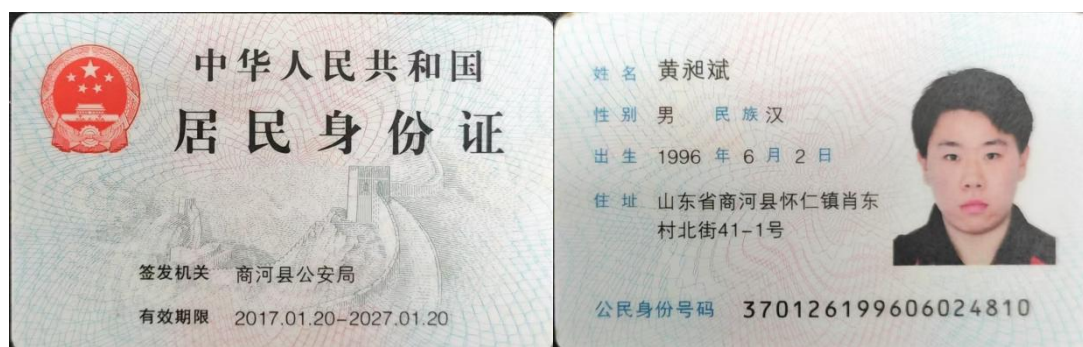 中华人民共和国
居民身份证
签发机关 商河县公安局
有效期限 2017.01.20-2027.01.20
姓名 黄昶斌
性别 男 民族 汉
出生 1996 年 6 月 2 日
住址 山东省商河县怀仁镇肖东
村北街41-1号
公民身份号码 370126199606024810